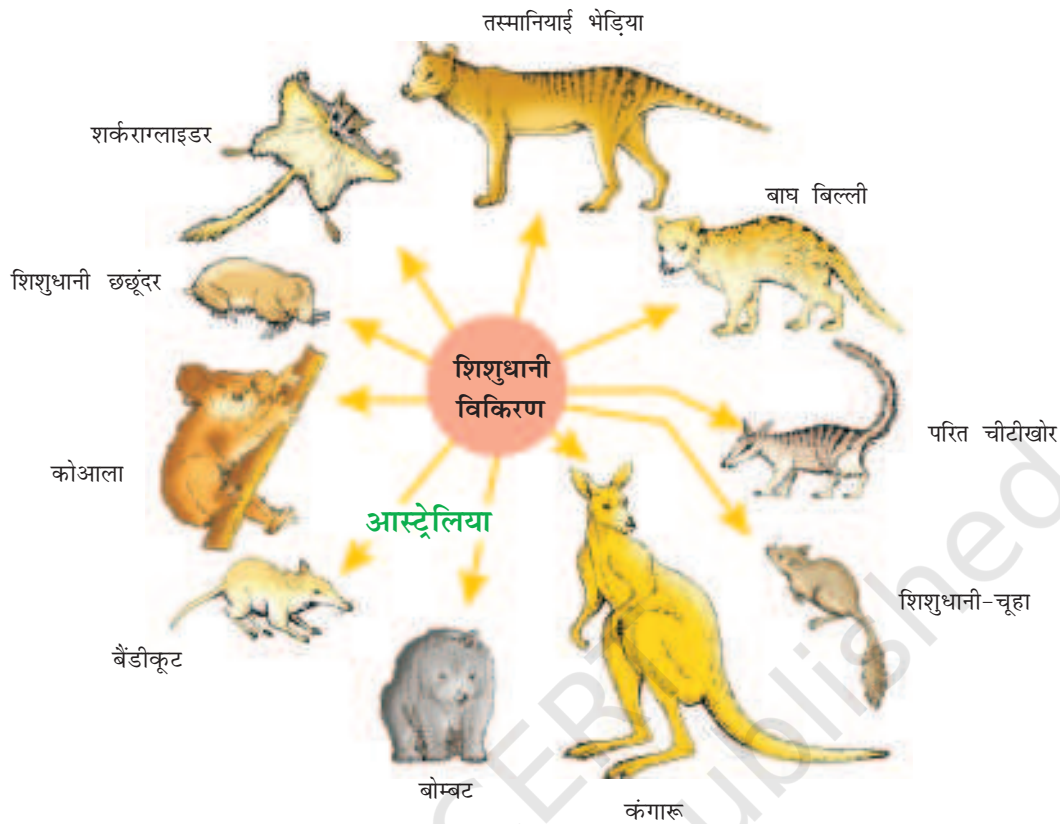 तस्मानियाई भेड़िया
शर्कराग्लाइडर
बाघ बिल्ली
शिशुधानी छछूंदर
शिशुधानी
विकिरण
परित चीटीखोर
कोआला
आस्ट्रेलिया
शिशुधानी-चूहा
बैंडीकूट
बोम्बट
कंगारू